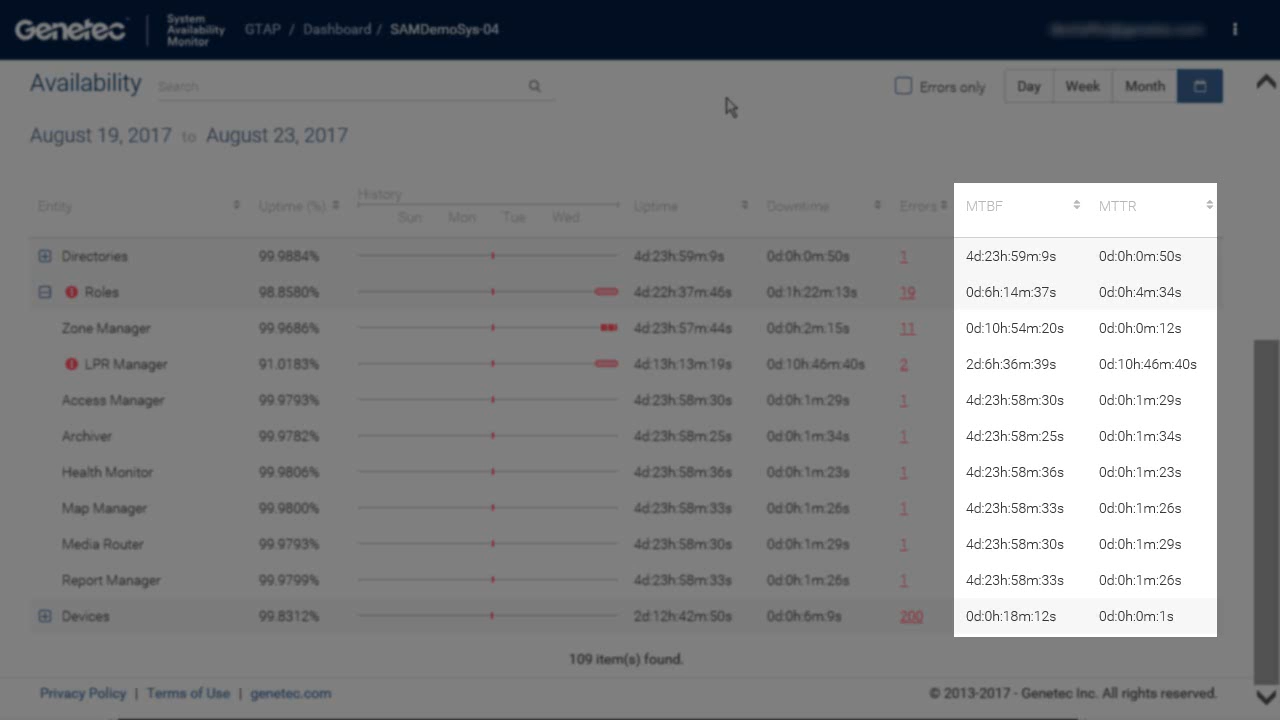 Genetec™ System Availability Monitor GTAP / Dashboard / SAMDemoSys-04
Availability Search Errors only Day Week Month
August 19, 2017 to August 23, 2017
Entity Uptime (%) History Uptime Downtime Errors MTBF MTTR
Sun Mon Tue Wed
Directories 99.9884% 4d:23h:59m:9s 0d:0h:0m:50s 1 4d:23h:59m:9s 0d:0h:0m:50s
Roles 98.8580% 4d:22h:37m:46s 0d:1h:22m:13s 19 0d:6h:14m:37s 0d:0h:4m:34s
Zone Manager 99.9686% 4d:23h:57m:44s 0d:0h:2m:15s 11 0d:10h:54m:20s 0d:0h:0m:12s
LPR Manager 91.0183% 4d:13h:13m:19s 0d:10h:46m:40s 2 2d:6h:36m:39s 0d:10h:46m:40s
Access Manager 99.9793% 4d:23h:58m:30s 0d:0h:1m:29s 1 4d:23h:58m:30s 0d:0h:1m:29s
Archiver 99.9782% 4d:23h:58m:25s 0d:0h:1m:34s 1 4d:23h:58m:25s 0d:0h:1m:34s
Health Monitor 99.9806% 4d:23h:58m:36s 0d:0h:1m:23s 1 4d:23h:58m:36s 0d:0h:1m:23s
Map Manager 99.9800% 4d:23h:58m:33s 0d:0h:1m:26s 1 4d:23h:58m:33s 0d:0h:1m:26s
Media Router 99.9793% 4d:23h:58m:30s 0d:0h:1m:29s 1 4d:23h:58m:30s 0d:0h:1m:29s
Report Manager 99.9799% 4d:23h:58m:33s 0d:0h:1m:26s 1 4d:23h:58m:33s 0d:0h:1m:26s
Devices 99.8312% 2d:12h:42m:50s 0d:0h:6m:9s 200 0d:0h:18m:12s 0d:0h:0m:1s
109 item(s) found.
Privacy Policy | Terms of Use | genetec.com © 2013-2017 - Genetec Inc. All rights reserved.